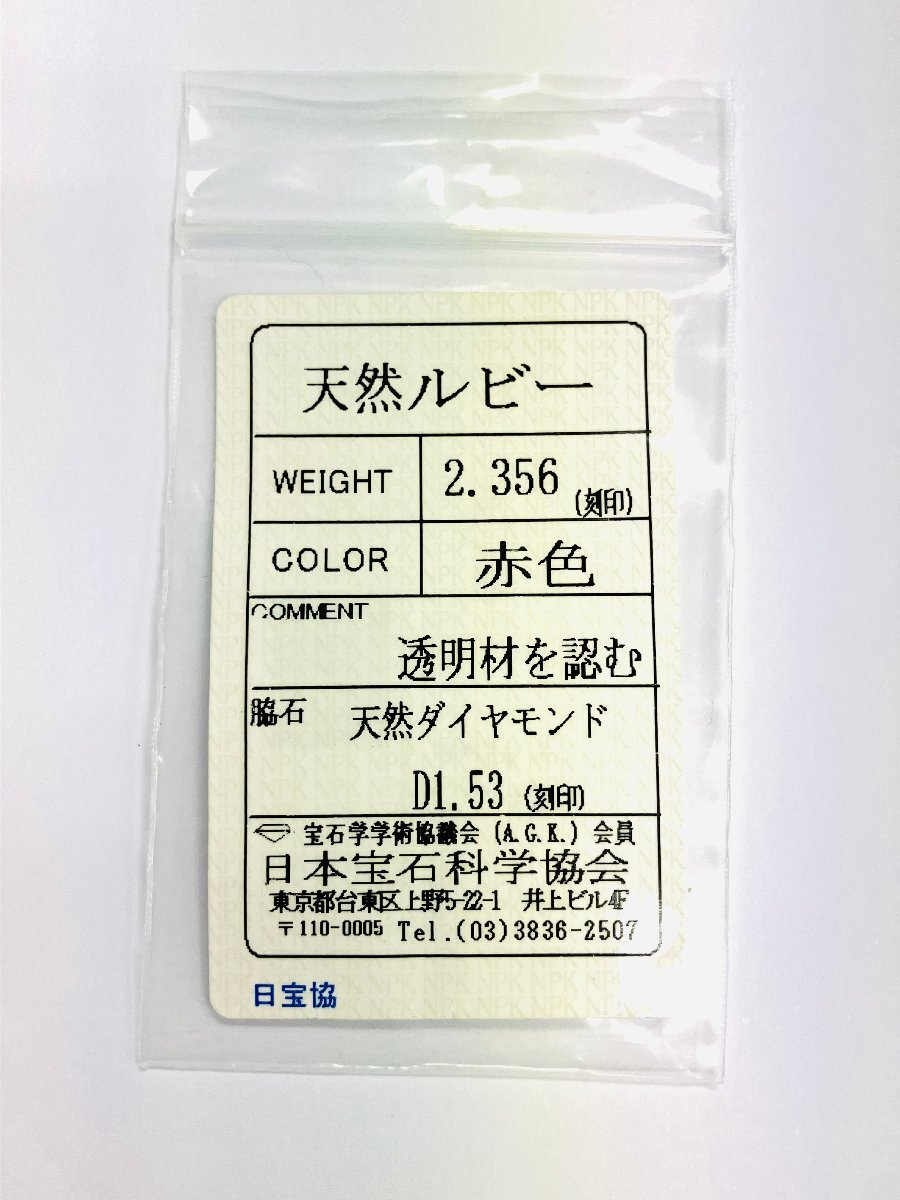 天然ルビー
WEIGHT 2.356 (刻印)
COLOR 赤色
COMMENT
透明材を認む
脇石 天然ダイヤモンド
D1.53 (刻印)
宝石学学術協議会 (A.G.K.) 会員
日本宝石科学協会
東京都台東区上野5-22-1 井上ビル4F
〒110-0005 Tel.(03)3836-2507
日宝協